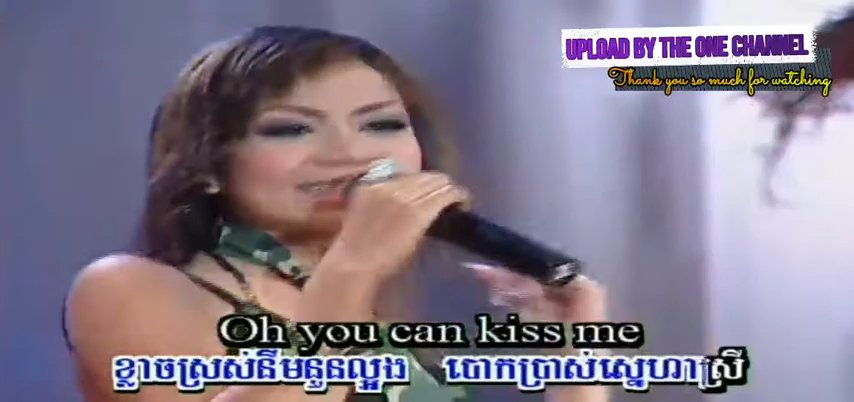 UPLOAD BY THE ONE CHANNEL
Thank you so much for watching
Oh you can kiss me
ខ្លាចស្រស់នឹមនួនល្អង បោកប្រាស់ស្នេហាស្រី